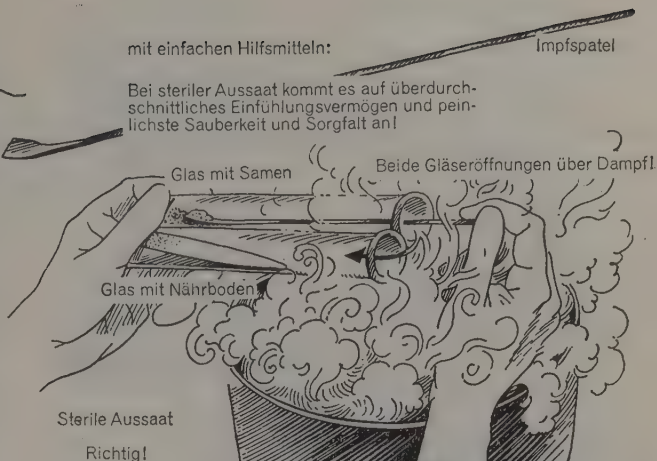 mit einfachen Hilfsmitteln:
Impfspatel
Bei steriler Aussaat kommt es auf überdurch-
schnittliches Einfühlungsvermögen und pein-
lichste Sauberkeit und Sorgfalt an!
Glas mit Samen
Beide Gläseröffnungen über Dampf!
Glas mit Nährboden
Sterile Aussaat
Richtig!